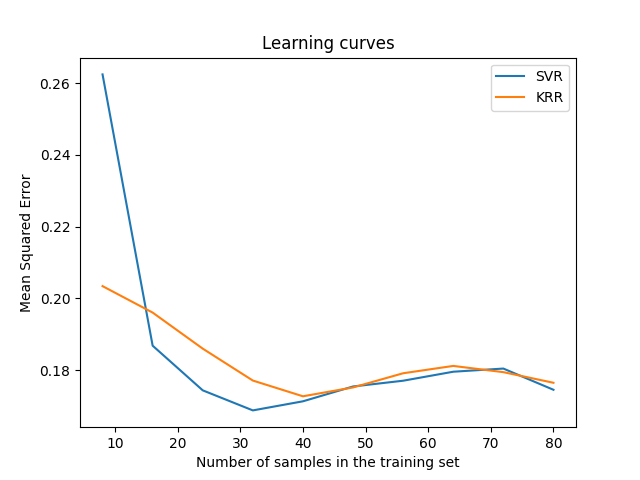 Learning curves
SVR
KRR
0.26
0.24
0.22
0.20
0.18
Mean Squared Error
10 20 30 40 50 60 70 80
Number of samples in the training set